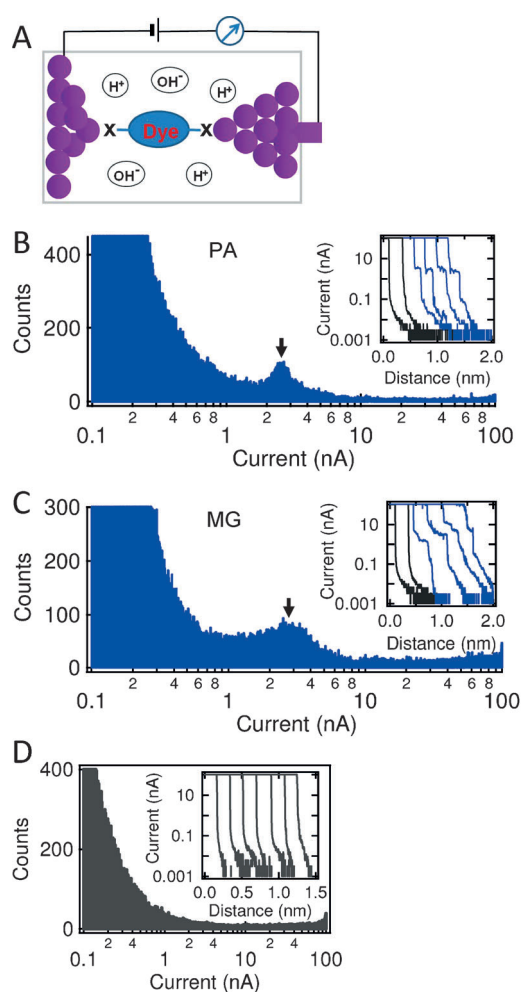 A
H+
OH-
H+
X
Dye
X
OH-
H+
B
400
200
0
Counts
PA
0.1
2
4
6
8
1
2
4
6
8
10
2
4
6
8
100
Current (nA)
Current (nA)
10
0.1
0.001
0.0
1.0
2.0
Distance (nm)
C
300
200
100
0
Counts
MG
0.1
2
4
6
8
1
2
4
6
8
10
2
4
6
8
100
Current (nA)
Current (nA)
10
0.1
0.001
0.0
1.0
2.0
Distance (nm)
D
400
200
0
Counts
0.1
2
4
1
2
4
10
2
4
100
Current (nA)
Current (nA)
10
0.1
0.001
0.0
0.5
1.0
1.5
Distance (nm)